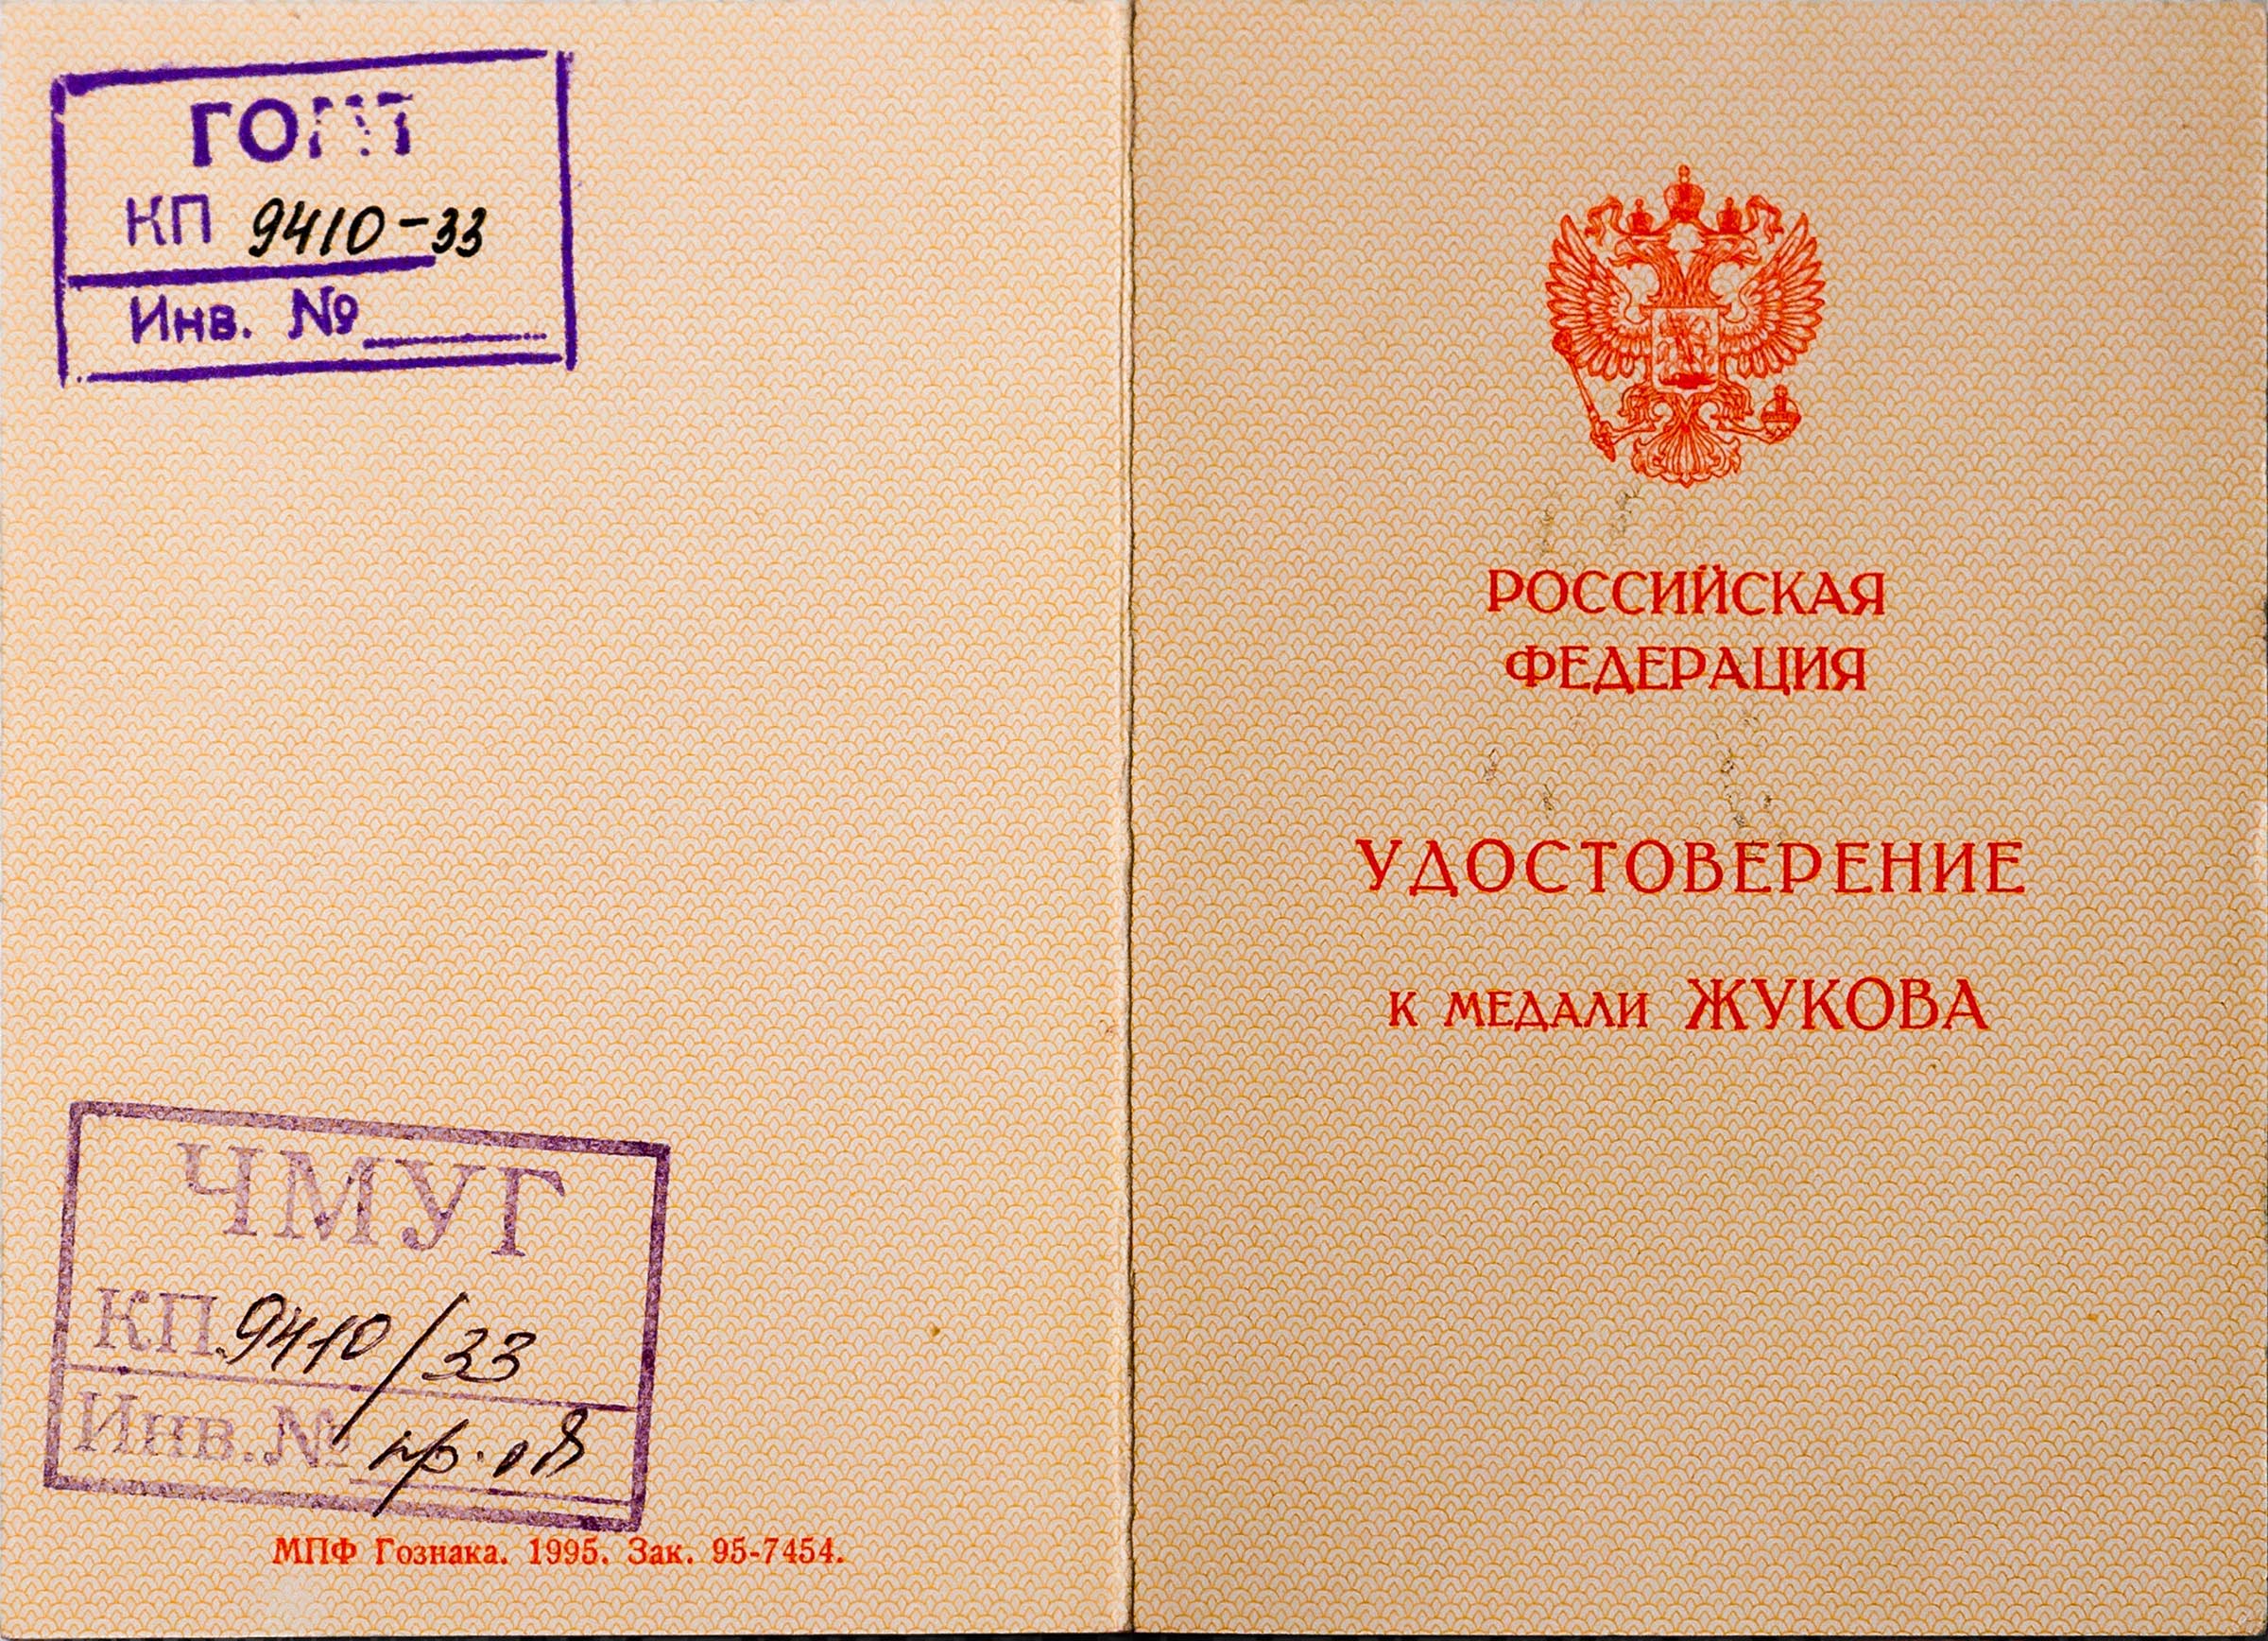 КП 9410-33
Инв. №
ЧМУГ
КП 9410/33
Инв. №
МПФ Гознака. 1995. Зак. 95-7454.
РОССИЙСКАЯ
ФЕДЕРАЦИЯ
УДОСТОВЕРЕНИЕ
К МЕДАЛИ ЖУКОВА